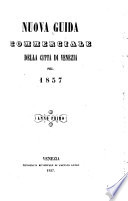 NUOVA GUIDA
COMMERCIALE
DELLA CITTÀ DI VENEZIA
PEL
1857
ANNO PRIMO
VENEZIA
1857.